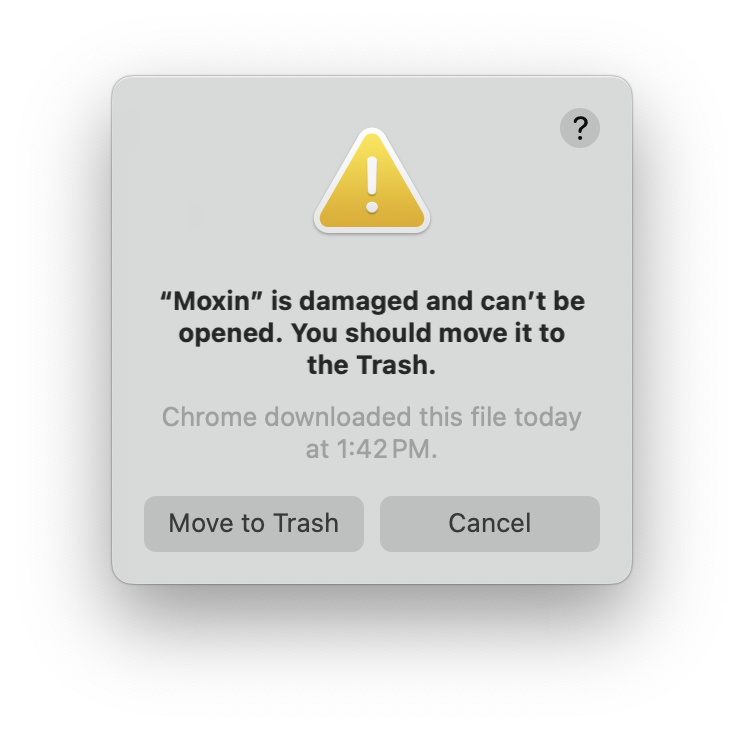 ?
“Moxin” is damaged and can’t be
opened. You should move it to
the Trash.
Chrome downloaded this file today
at 1:42 PM.
Move to Trash
Cancel